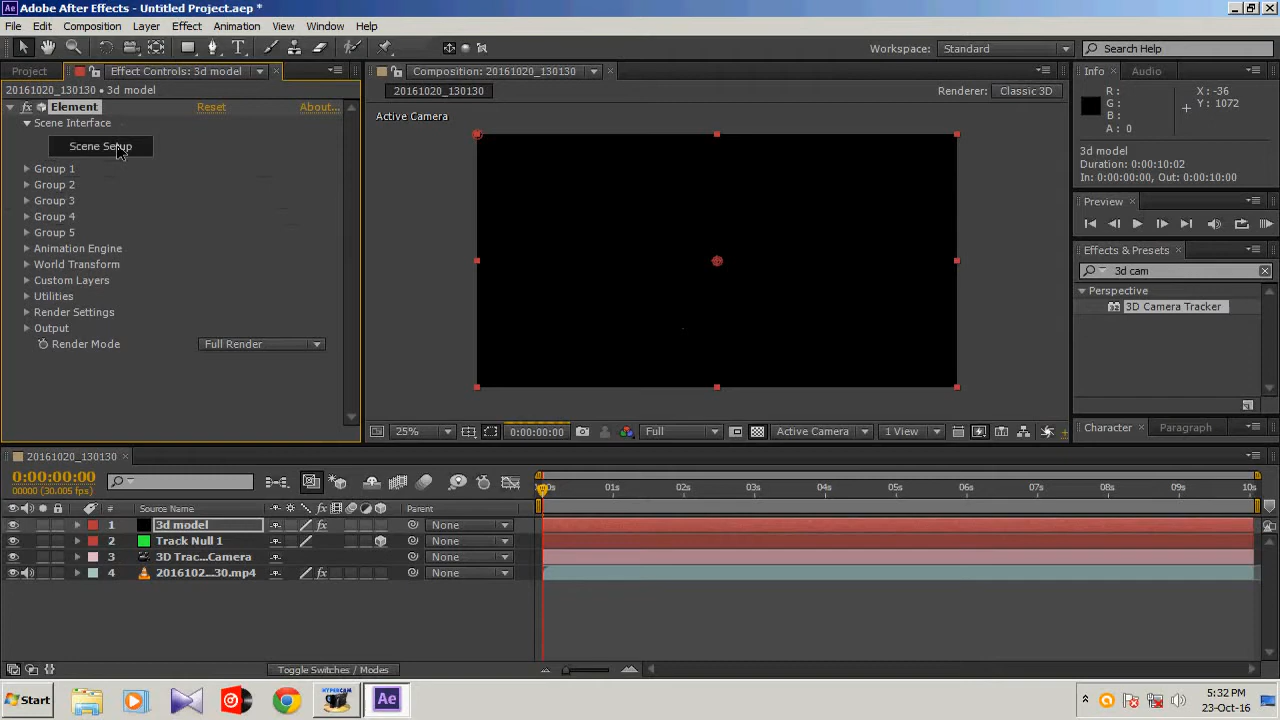 Adobe After Effects - Untitled Project.aep *
File Edit Composition Layer Effect Animation View Window Help
Workspace: Standard Search Help
Project Effect Controls: 3d model
Composition: 20161020_130130
Info Audio
20161020_130130 • 3d model
20161020_130130
Renderer: Classic 3D
fx Element Reset About...
Scene Interface
Scene Setup
Group 1
Group 2
Group 3
Group 4
Group 5
Animation Engine
World Transform
Custom Layers
Utilities
Render Settings
Output
Render Mode Full Render
Active Camera
R :
G :
B :
A : 0
X : -36
Y : 1072
3d model
Duration: 0:00:10:02
In: 0:00:00:00, Out: 0:00:10:00
Preview
Effects & Presets
3d cam
Perspective
3D Camera Tracker
Character Paragraph
25% 0:00:00:00 Full Active Camera 1 View
20161020_130130
0:00:00:00
00000 (30.005 fps)
01s 02s 03s 04s 05s 06s 07s 08s 09s 10s
# Source Name fx Parent
1 3d model fx None
2 Track Null 1 None
3 3D Trac...Camera None
4 2016102...30.mp4 fx None
Toggle Switches / Modes
Start HYPERCAM Ae
5:32 PM
23-Oct-16